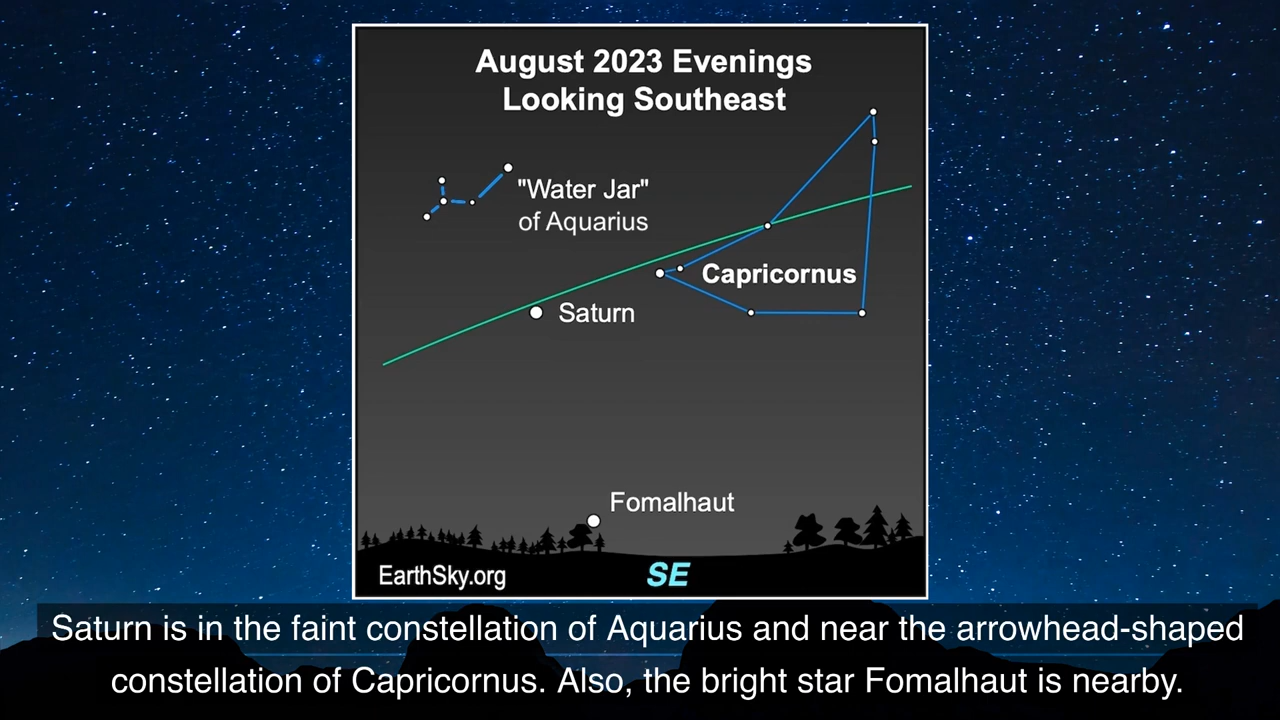 August 2023 Evenings
Looking Southeast
"Water Jar"
of Aquarius
Capricornus
Saturn
Fomalhaut
EarthSky.org
SE
Saturn is in the faint constellation of Aquarius and near the arrowhead-shaped
constellation of Capricornus. Also, the bright star Fomalhaut is nearby.